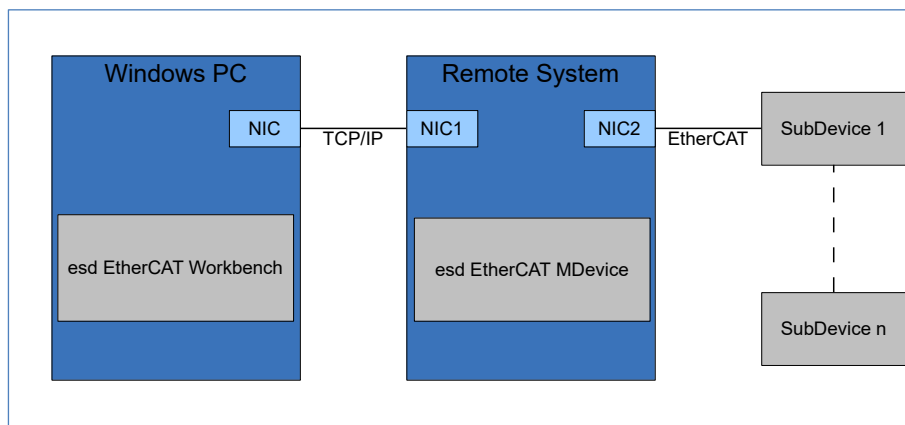 Windows PC
Remote System
NIC
TCP/IP
NIC1
NIC2
EtherCAT
SubDevice 1
esd EtherCAT Workbench
esd EtherCAT MDevice
SubDevice n